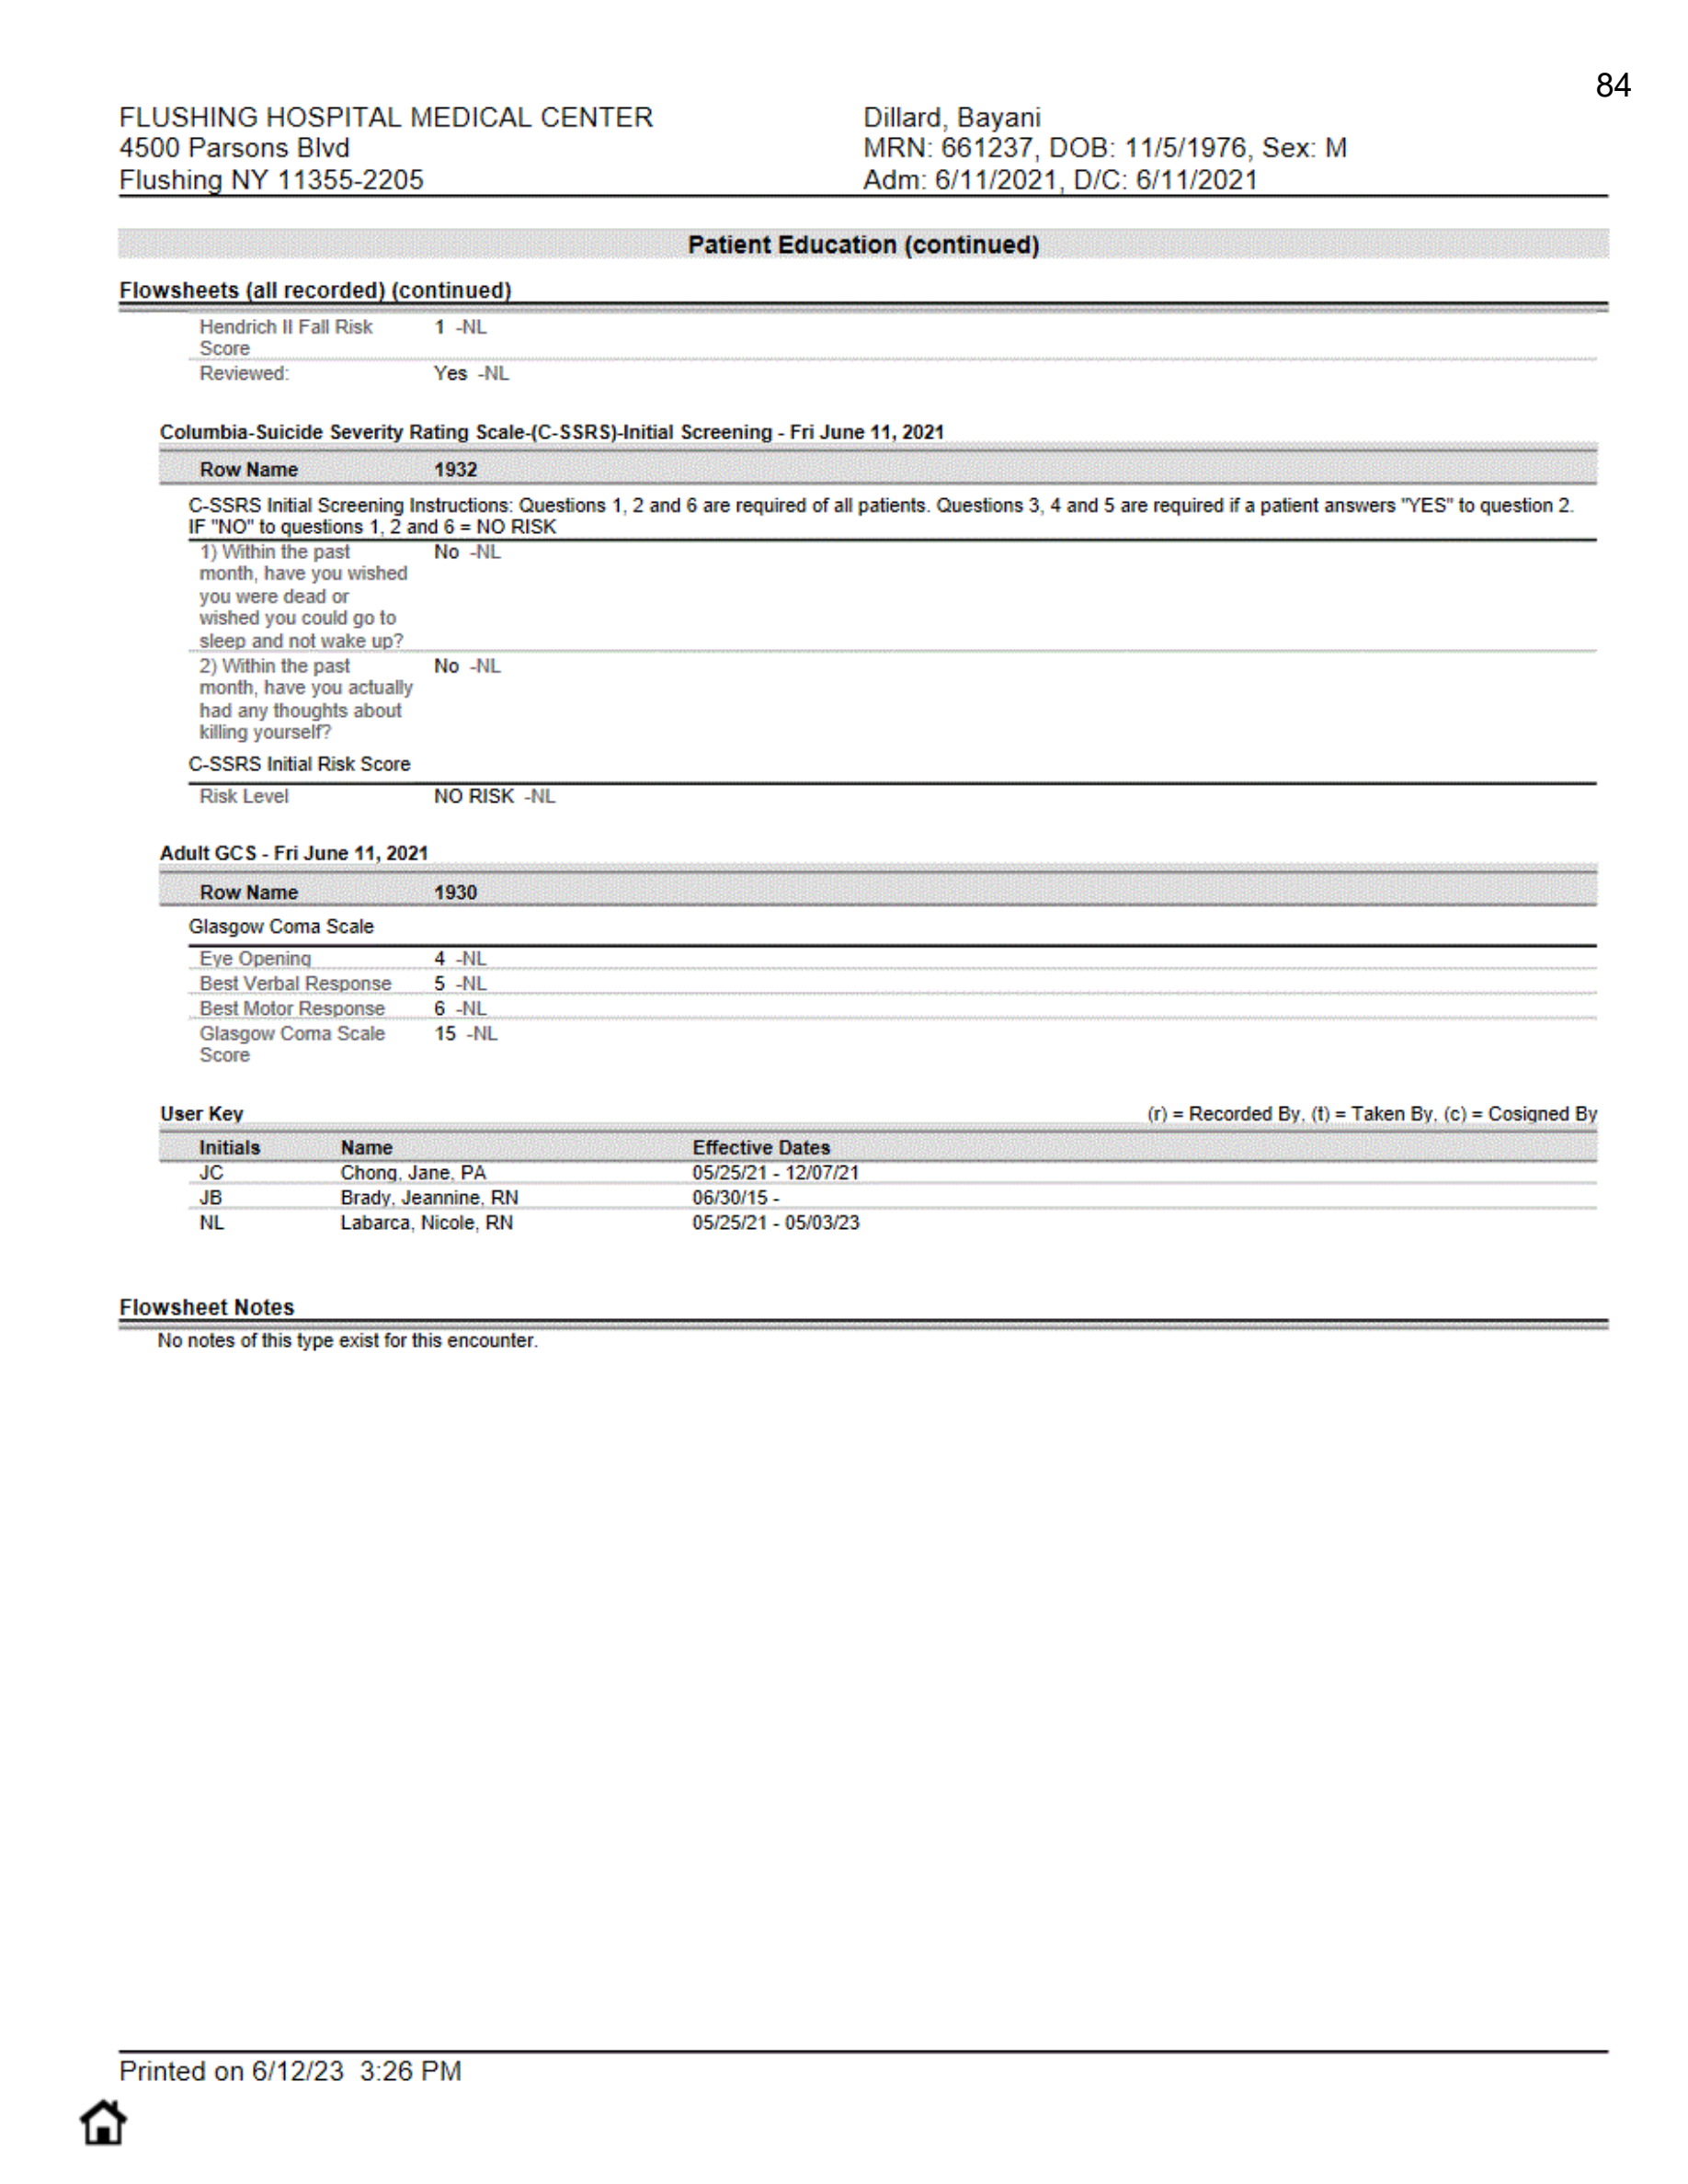 84
FLUSHING HOSPITAL MEDICAL CENTER
4500 Parsons Blvd
Flushing NY 11355-2205
Dillard, Bayani
MRN: 661237, DOB: 11/5/1976, Sex: M
Adm: 6/11/2021, D/C: 6/11/2021
Patient Education (continued)
Flowsheets (all recorded) (continued)
Hendrich II Fall Risk 1 -NL
Score
Reviewed: Yes -NL
Columbia-Suicide Severity Rating Scale-(C-SSRS)-Initial Screening - Fri June 11, 2021
Row Name 1932
C-SSRS Initial Screening Instructions: Questions 1, 2 and 6 are required of all patients. Questions 3, 4 and 5 are required if a patient answers "YES" to question 2.
IF "NO" to questions 1, 2 and 6 = NO RISK
1) Within the past No -NL
month, have you wished
you were dead or
wished you could go to
sleep and not wake up?
2) Within the past No -NL
month, have you actually
had any thoughts about
killing yourself?
C-SSRS Initial Risk Score
Risk Level NO RISK -NL
Adult GCS - Fri June 11, 2021
Row Name 1930
Glasgow Coma Scale
Eye Opening 4 -NL
Best Verbal Response 5 -NL
Best Motor Response 6 -NL
Glasgow Coma Scale 15 -NL
Score
User Key (r) = Recorded By, (t) = Taken By, (c) = Cosigned By
Initials Name Effective Dates
JC Chong, Jane, PA 05/25/21 - 12/07/21
JB Brady, Jeannine, RN 06/30/15 -
NL Labarca, Nicole, RN 05/25/21 - 05/03/23
Flowsheet Notes
No notes of this type exist for this encounter.
Printed on 6/12/23 3:26 PM